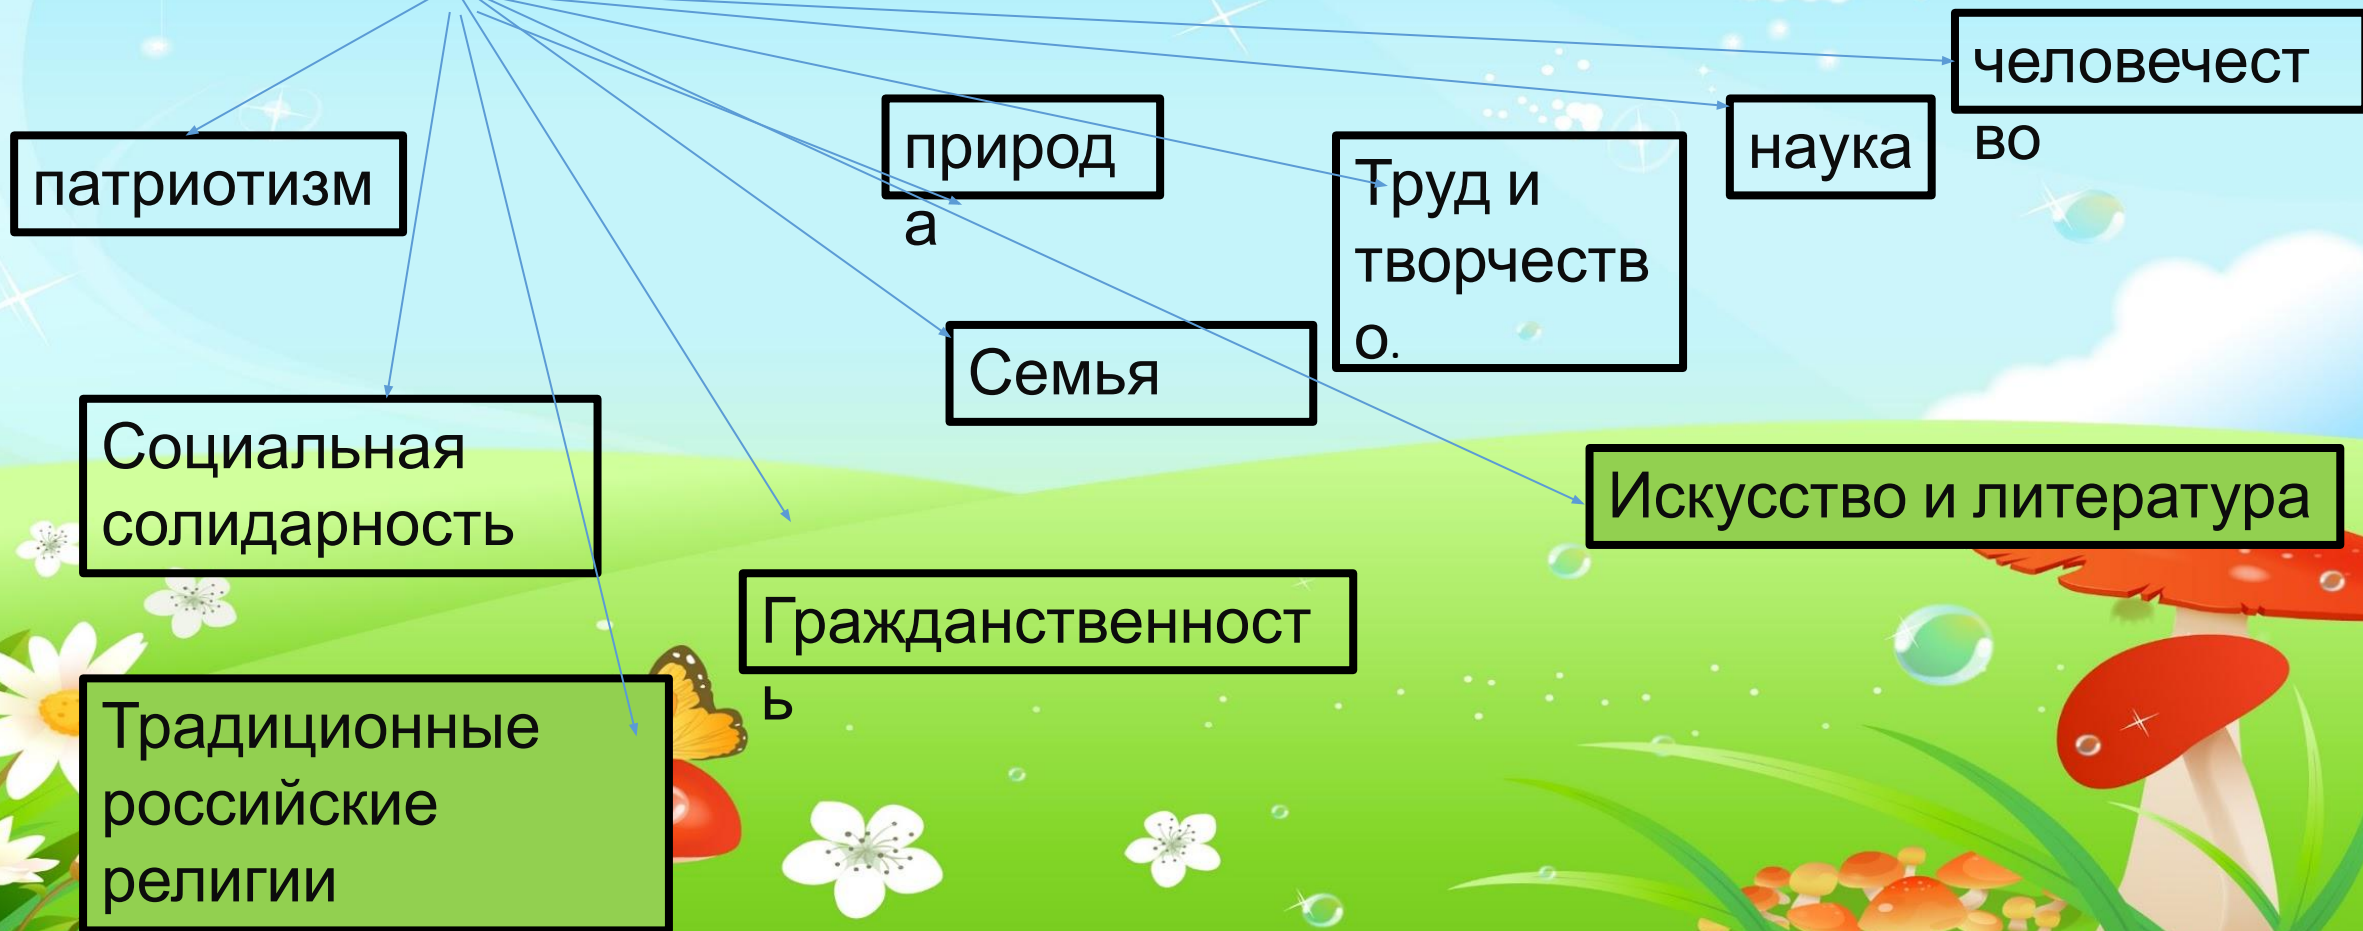 человечест
во
природ
а
наука
патриотизм
Труд и
творчеств
о.
Семья
Социальная
солидарность
Искусство и литература
Гражданственност
ь
Традиционные
российские
религии